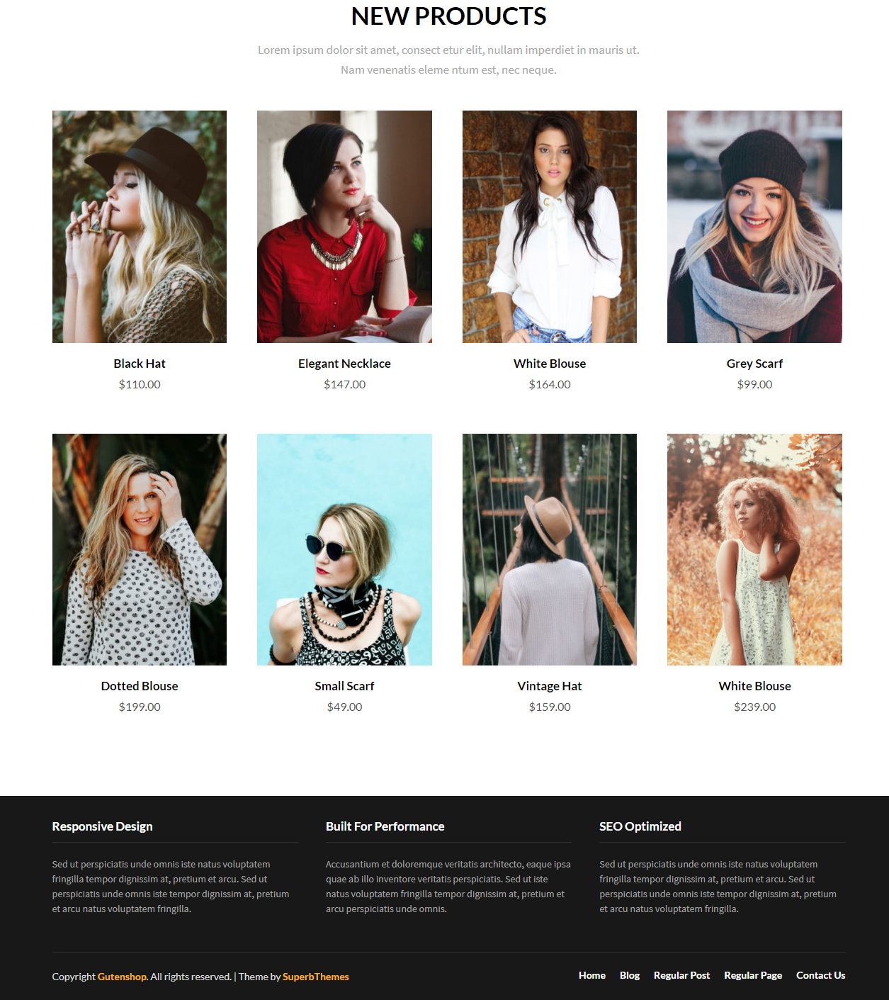 NEW PRODUCTS
Lorem ipsum dolor sit amet, consect etur elit, nullam imperdiet in mauris ut.
Nam venenatis eleme ntum est, nec neque.
Black Hat
$110.00
Elegant Necklace
$147.00
White Blouse
$164.00
Grey Scarf
$99.00
Dotted Blouse
$199.00
Small Scarf
$49.00
Vintage Hat
$159.00
White Blouse
$239.00
Responsive Design
Sed ut perspiciatis unde omnis iste natus voluptatem
fringilla tempor dignissim at, pretium et arcu. Sed ut
perspiciatis unde omnis iste tempor dignissim at, pretium
et arcu natus voluptatem fringilla.
Built For Performance
Accusantium et doloremque veritatis architecto, eaque ipsa
quae ab illo inventore veritatis perspiciatis. Sed ut iste
natus voluptatem fringilla tempor dignissim at, pretium et
arcu perspiciatis unde omnis.
SEO Optimized
Sed ut perspiciatis unde omnis iste natus voluptatem
fringilla tempor dignissim at, pretium et arcu. Sed ut
perspiciatis unde omnis iste tempor dignissim at, pretium
et arcu natus voluptatem fringilla.
Copyright Gutenshop. All rights reserved. | Theme by SuperbThemes
Home Blog Regular Post Regular Page Contact Us